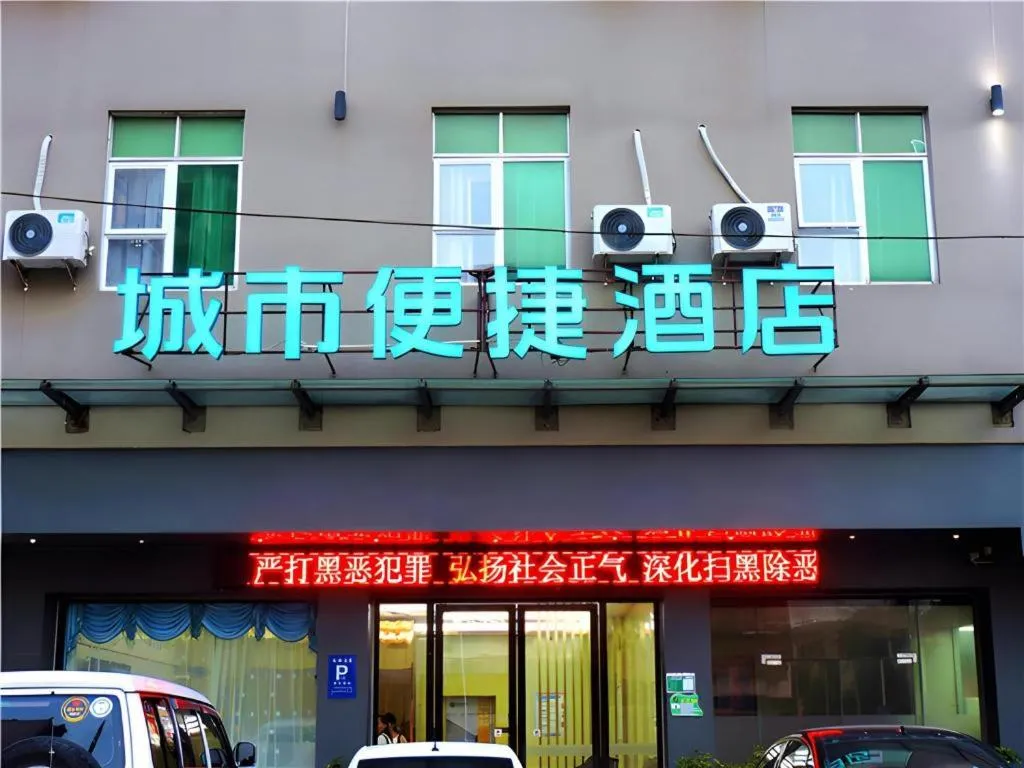 城市便捷酒店
严打黑恶犯罪 弘扬社会正气 深化扫黑除恶
P